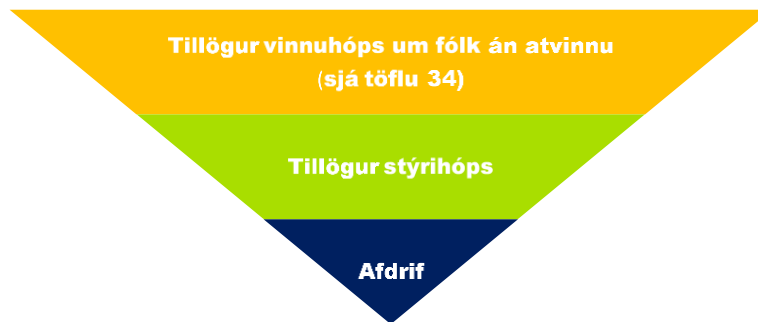 Tillögur vinnuhóps um fólk án atvinnu
(sjá töflu 34)
Tillögur stýrihóps
Afdrif